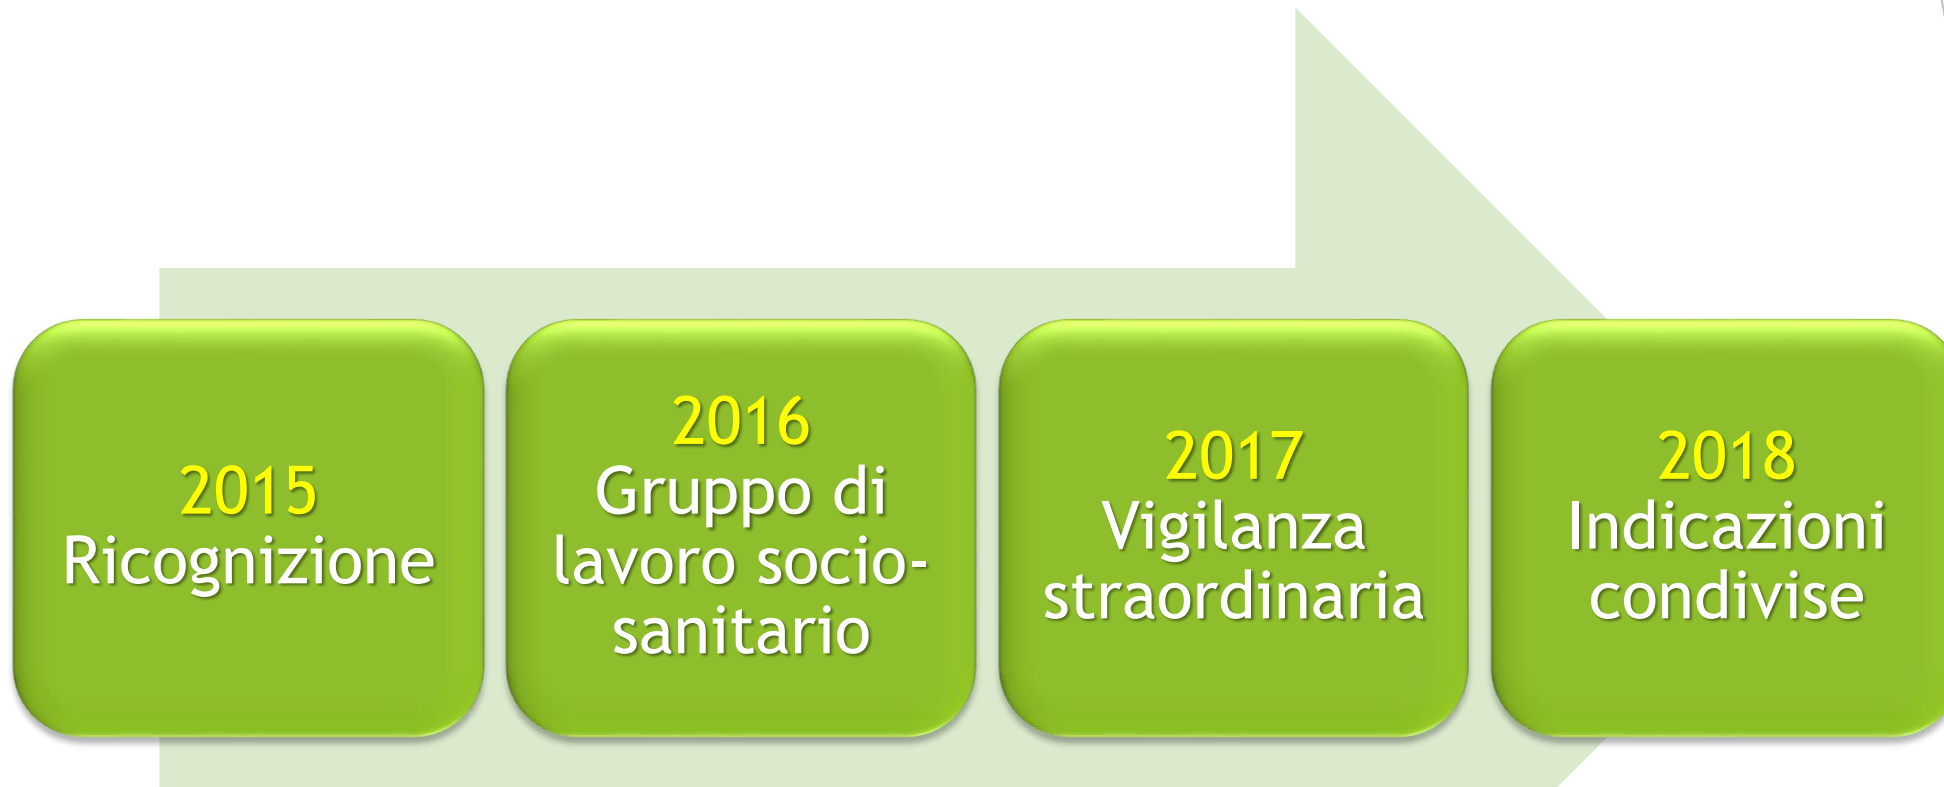 2015
Ricognizione
2016
Gruppo di
lavoro socio-
sanitario
2017
Vigilanza
straordinaria
2018
Indicazioni
condivise